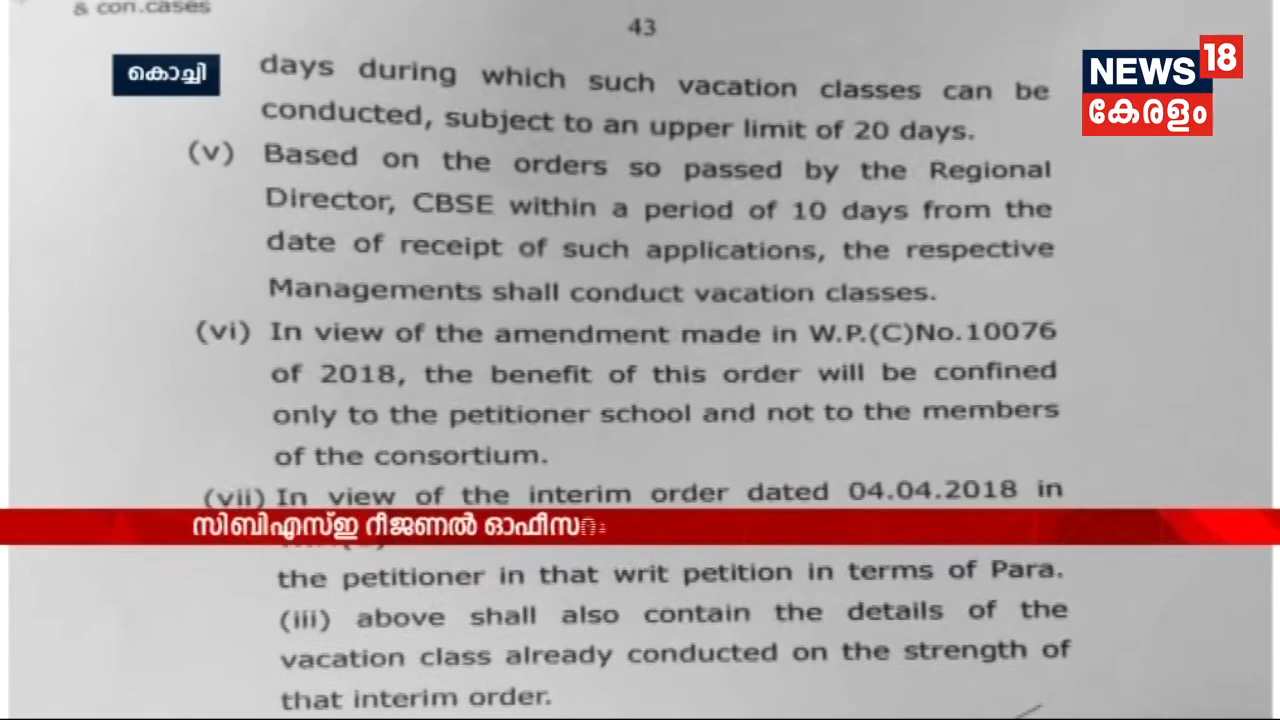 & con.cases
43
കൊച്ചി
NEWS 18
കേരളം
days during which such vacation classes can be
conducted, subject to an upper limit of 20 days.
(v) Based on the orders so passed by the Regional
Director, CBSE within a period of 10 days from the
date of receipt of such applications, the respective
Managements shall conduct vacation classes.
(vi) In view of the amendment made in W.P.(C)No.10076
of 2018, the benefit of this order will be confined
only to the petitioner school and not to the members
of the consortium.
(vii) In view of the interim order dated 04.04.2018 in
സിബിഎസ്ഇ റീജണൽ
the petitioner in that writ petition in terms of Para.
(iii) above shall also contain the details of the
vacation class already conducted on the strength of
that interim order.